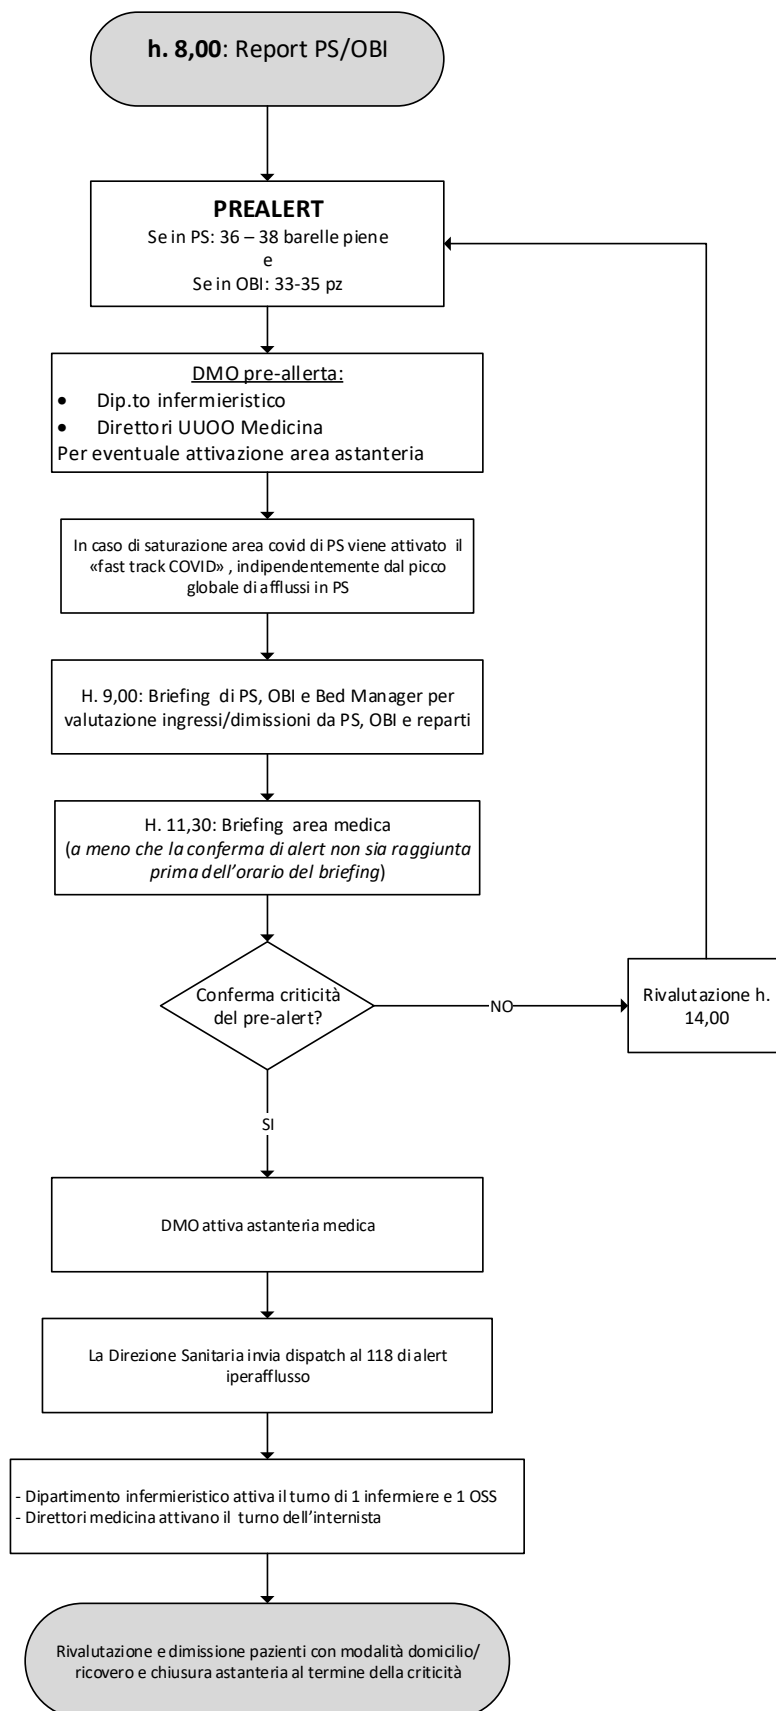 h. 8,00: Report PS/OBI
PREALERT
Se in PS: 36 – 38 barelle piene
e
Se in OBI: 33-35 pz
DMO pre-allerta:
• Dip.to infermieristico
• Direttori UUOO Medicina
Per eventuale attivazione area astanteria
In caso di saturazione area covid di PS viene attivato il
«fast track COVID» , indipendentemente dal picco
globale di afflussi in PS
H. 9,00: Briefing di PS, OBI e Bed Manager per
valutazione ingressi/dimissioni da PS, OBI e reparti
H. 11,30: Briefing area medica
(a meno che la conferma di alert non sia raggiunta
prima dell’orario del briefing)
Conferma criticità
del pre-alert?
NO
Rivalutazione h.
14,00
SI
DMO attiva astanteria medica
La Direzione Sanitaria invia dispatch al 118 di alert
iperafflusso
- Dipartimento infermieristico attiva il turno di 1 infermiere e 1 OSS
- Direttori medicina attivano il turno dell’internista
Rivalutazione e dimissione pazienti con modalità domicilio/
ricovero e chiusura astanteria al termine della criticità